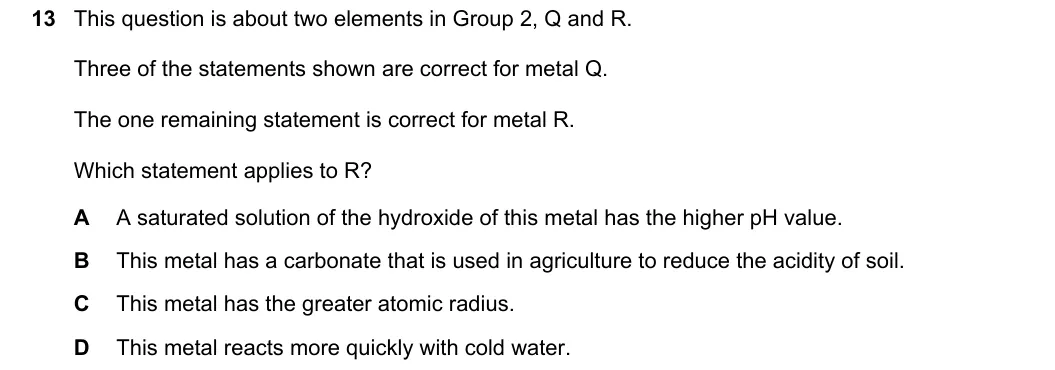 13 This question is about two elements in Group 2, Q and R.
Three of the statements shown are correct for metal Q.
The one remaining statement is correct for metal R.
Which statement applies to R?
A A saturated solution of the hydroxide of this metal has the higher pH value.
B This metal has a carbonate that is used in agriculture to reduce the acidity of soil.
C This metal has the greater atomic radius.
D This metal reacts more quickly with cold water.